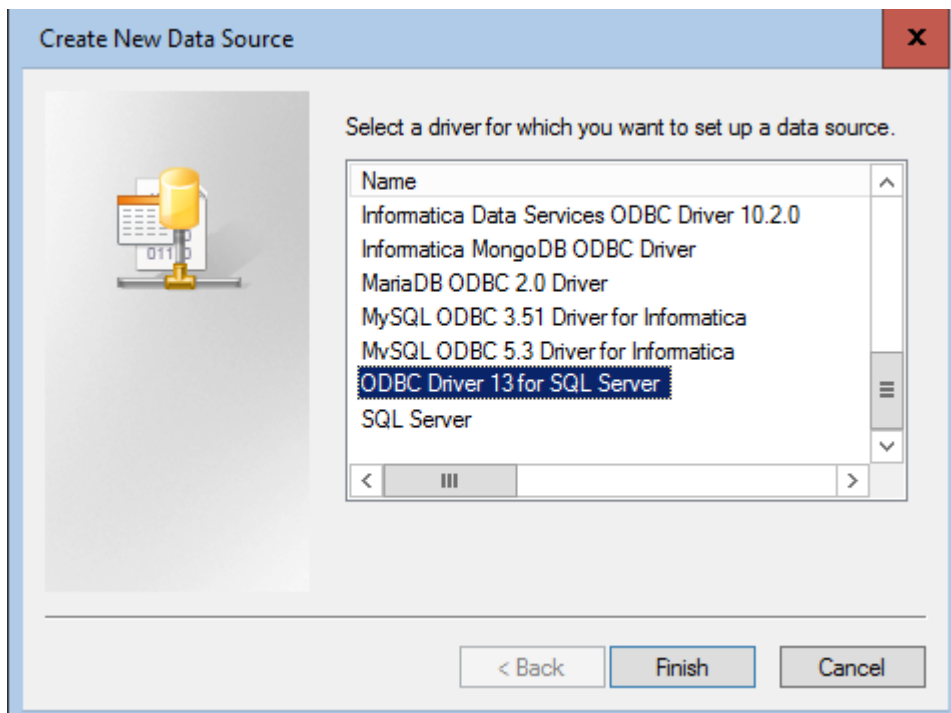 Create New Data Source
x
Select a driver for which you want to set up a data source.
Name
Informatica Data Services ODBC Driver 10.2.0
Informatica MongoDB ODBC Driver
MariaDB ODBC 2.0 Driver
MySQL ODBC 3.51 Driver for Informatica
MySQL ODBC 5.3 Driver for Informatica
ODBC Driver 13 for SQL Server
SQL Server
< Back Finish Cancel